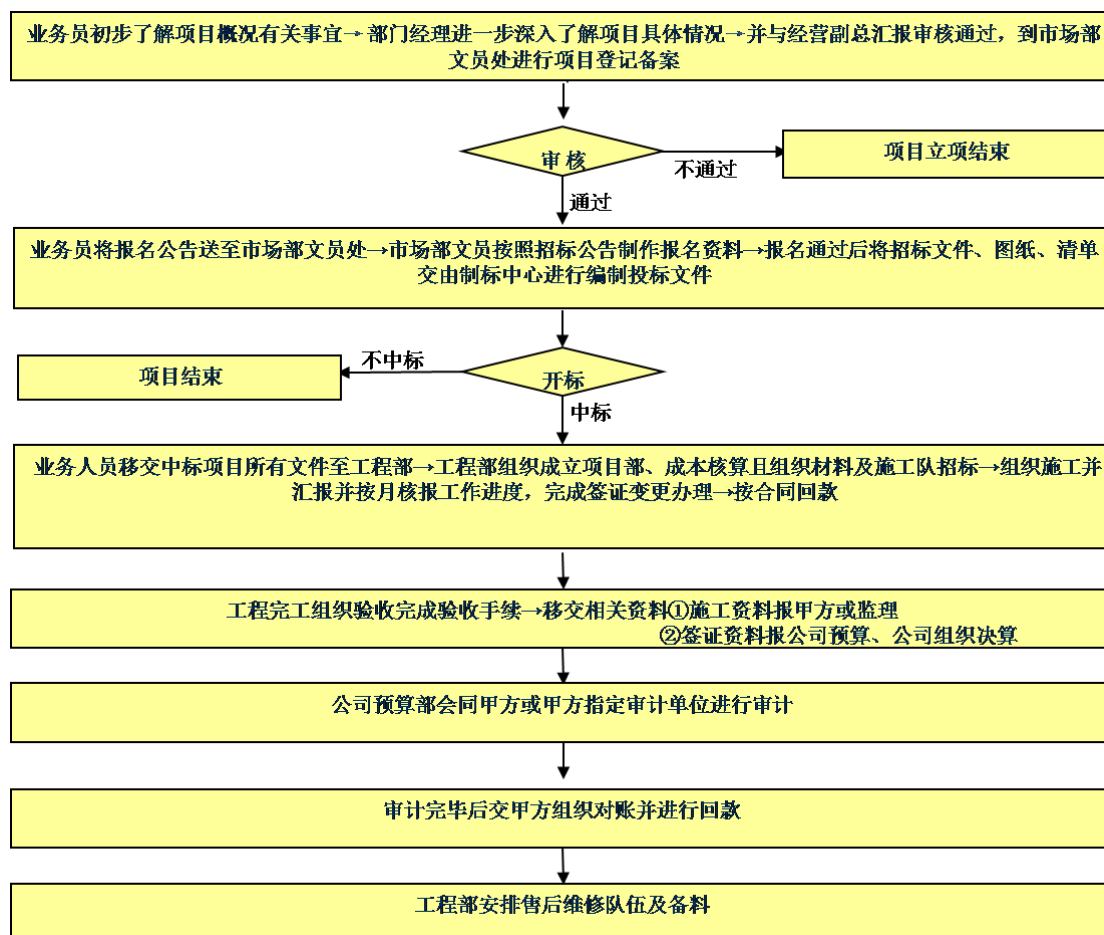 业务员初步了解项目概况有关事宜→部门经理进一步深入了解项目具体情况→并与经营副总汇报审核通过，到市场部
文员处进行项目登记备案
审 核
不通过
项目立项结束
通过
业务员将报名公告送至市场部文员处→市场部文员按照招标公告制作报名资料→报名通过后将招标文件、图纸、清单
交由制标中心进行编制投标文件
不中标
项目结束
开标
中标
业务人员移交中标项目所有文件至工程部→工程部组织成立项目部、成本核算且组织材料及施工队招标→组织施工并
汇报并按月核报工作进度，完成签证变更办理→按合同回款
工程完工组织验收完成验收手续→移交相关资料①施工资料报甲方或监理
②签证资料报公司预算、公司组织决算
公司预算部会同甲方或甲方指定审计单位进行审计
审计完毕后交甲方组织对账并进行回款
工程部安排售后维修队伍及备料